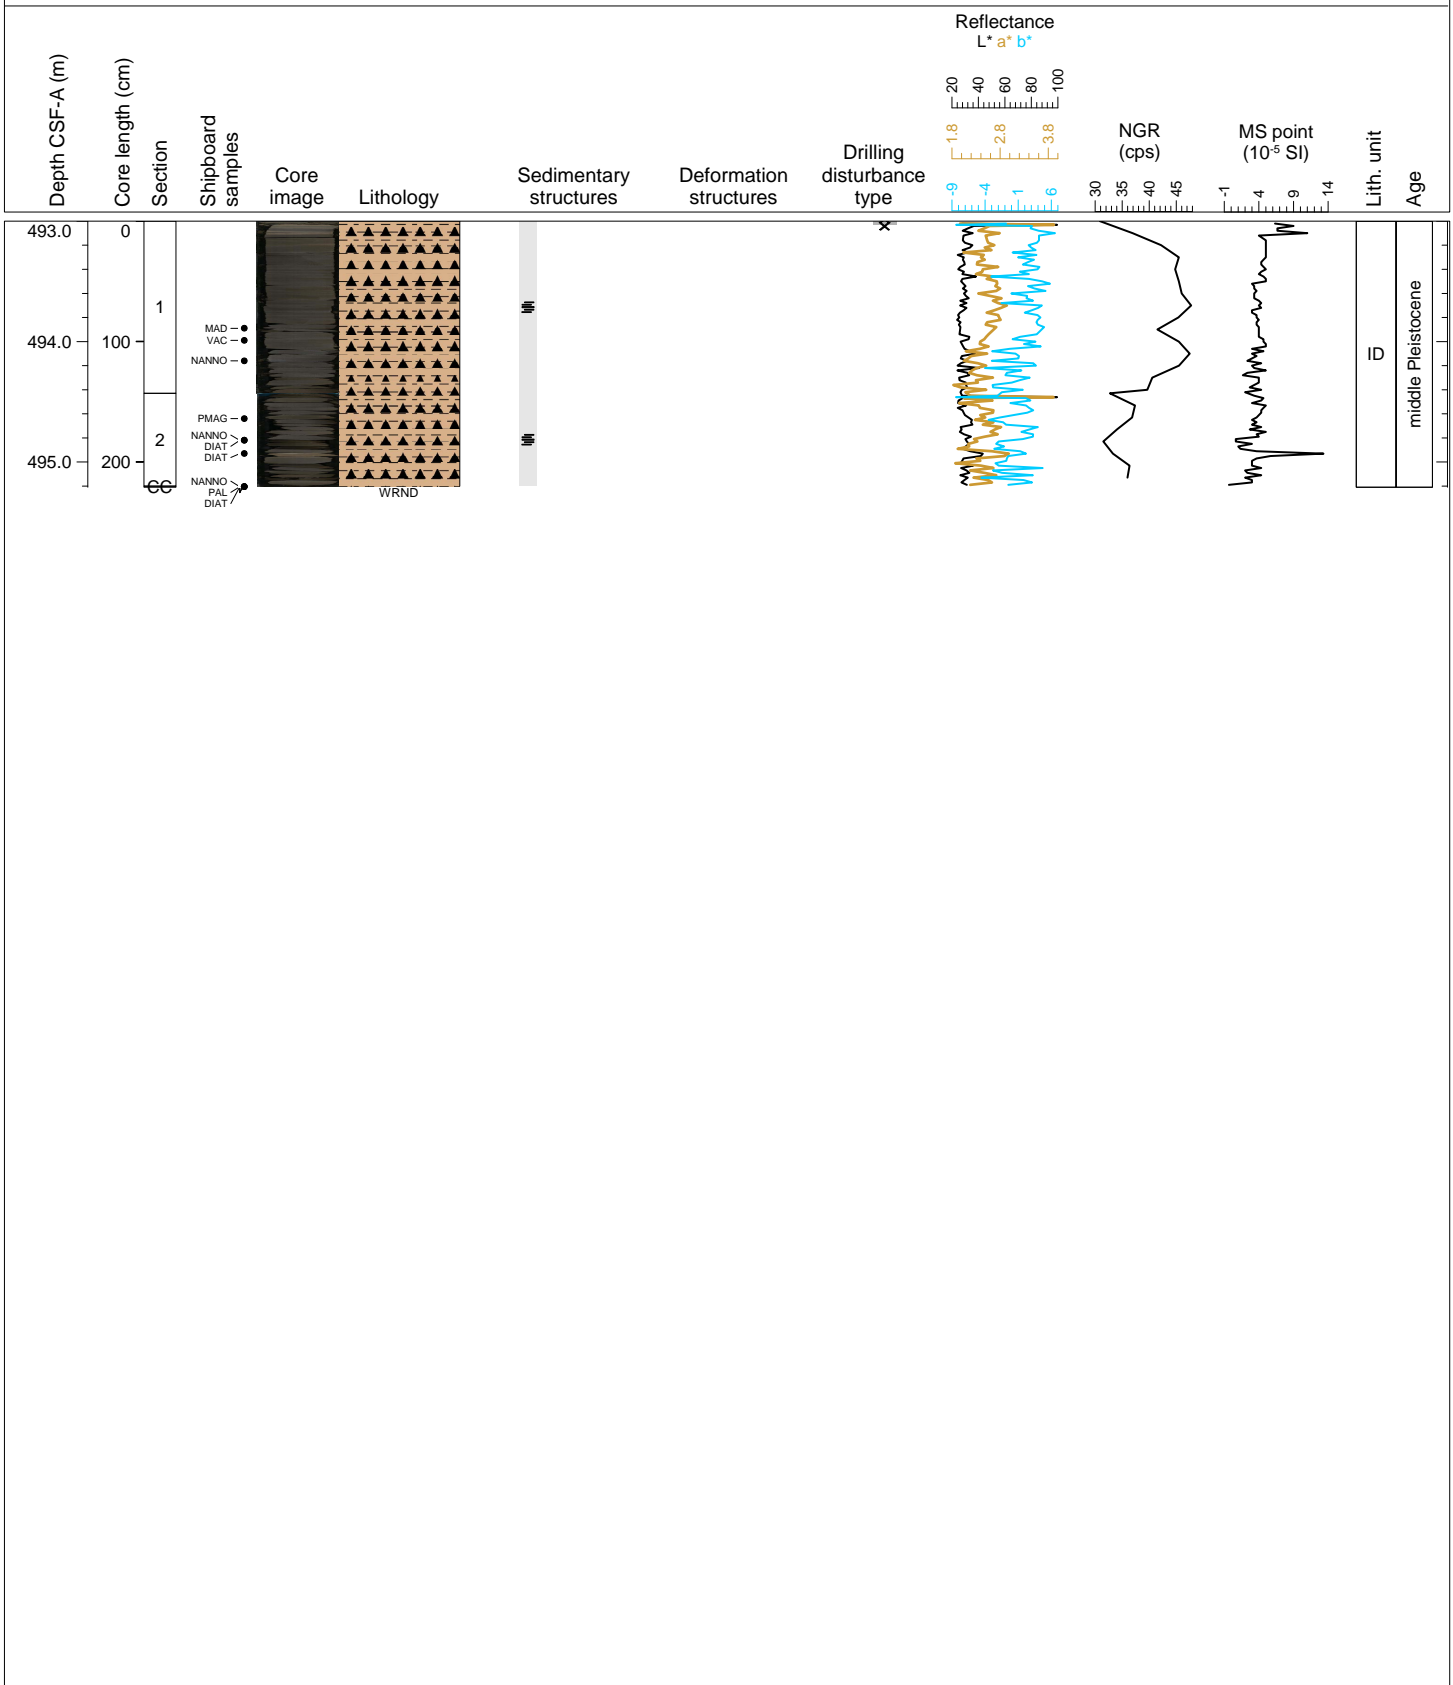 Depth CSF-A (m)
Core length (cm)
Section
Shipboard
samples
Core
image
Lithology
Sedimentary
structures
Deformation
structures
Drilling
disturbance
type
Reflectance
L* a* b*
20 40 60 80 100
1.8 2.8 3.8
-9 -4 1 6
NGR
(cps)
30 35 40 45
MS point
(10-5 SI)
-1 4 9 14
Lith. unit
Age
493.0
0
1
MAD
VAC
494.0
100
NANNO
ID
middle Pleistocene
PMAG
2
NANNO
DIAT
DIAT
495.0
200
NANNO
CC
PAL
DIAT
WRND